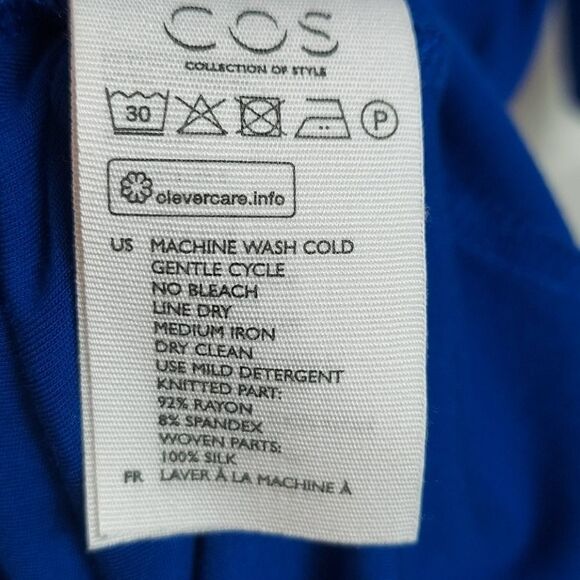 COS
COLLECTION OF STYLE
30 P
clevercare.info
US MACHINE WASH COLD
GENTLE CYCLE
NO BLEACH
LINE DRY
MEDIUM IRON
DRY CLEAN
USE MILD DETERGENT
KNITTED PART:
92% RAYON
8% SPANDEX
WOVEN PARTS:
100% SILK
FR LAVER À LA MACHINE À